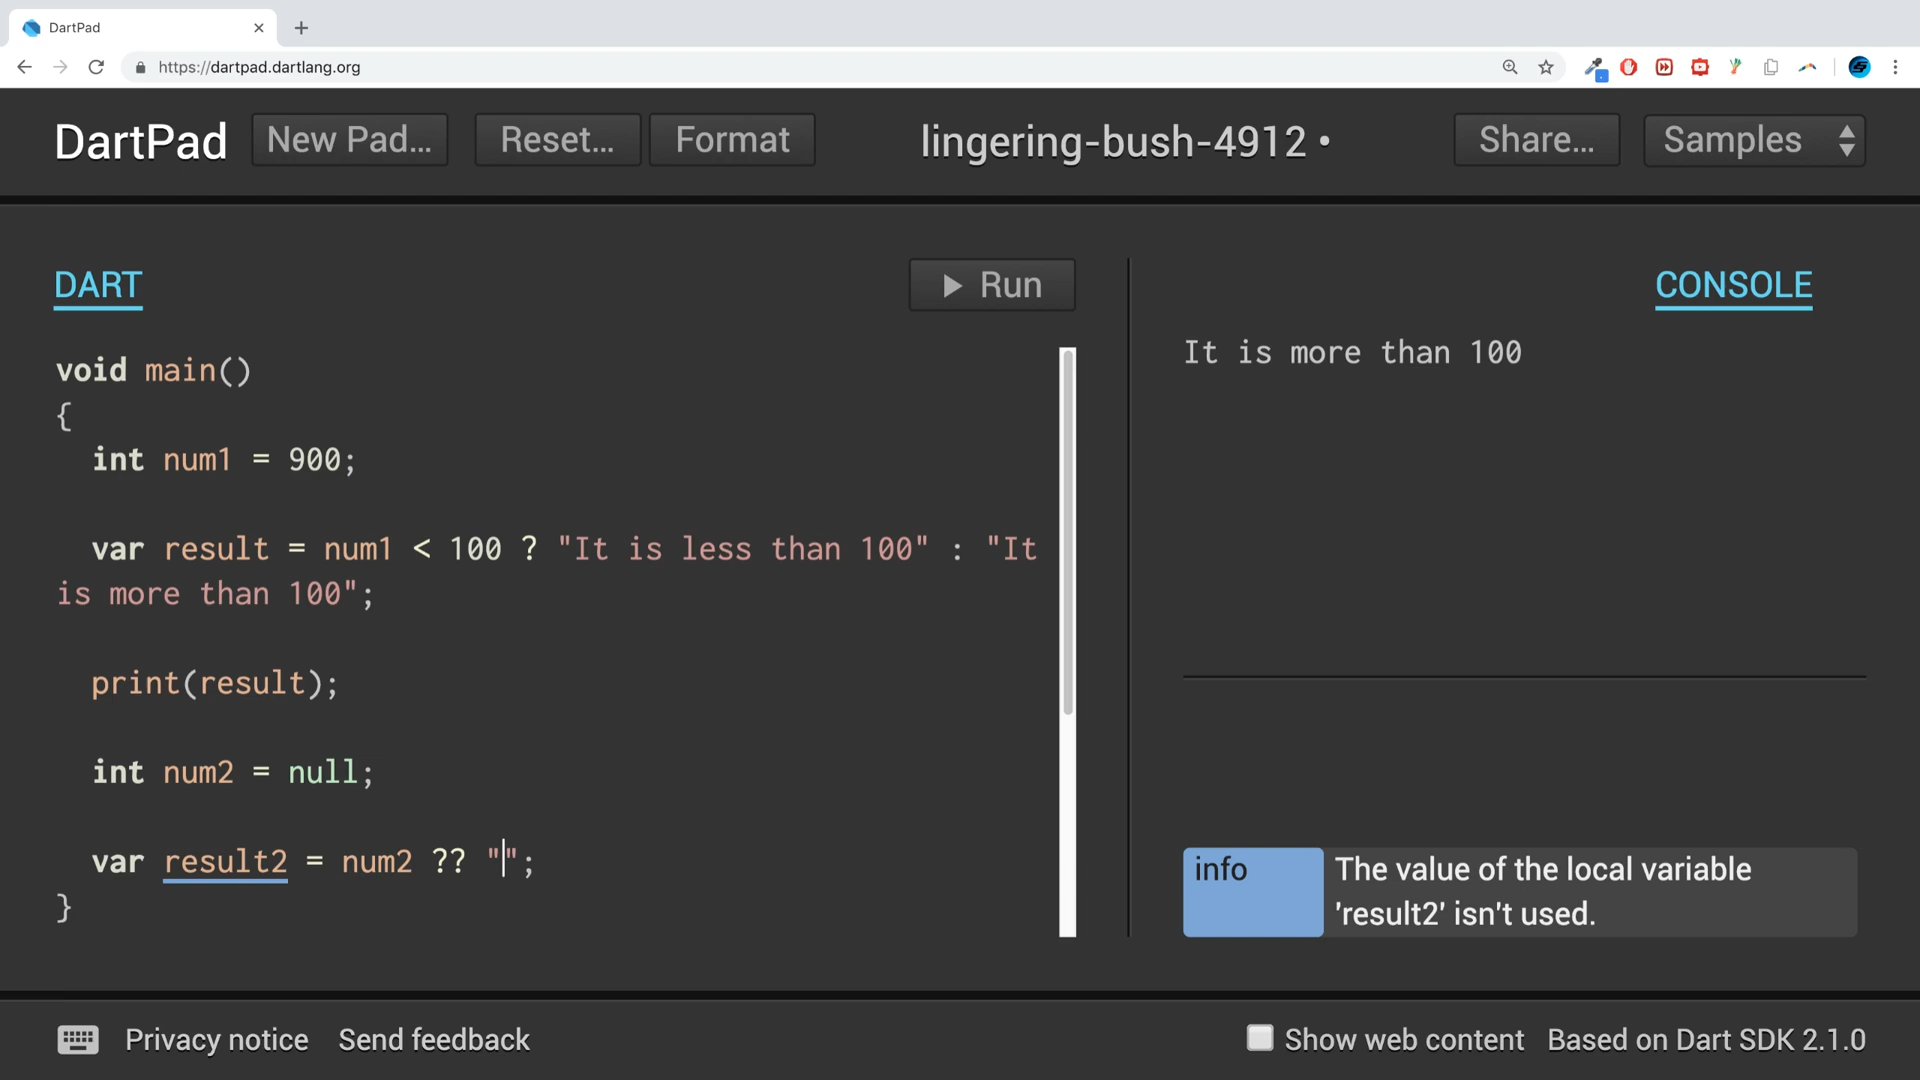 DartPad
https://dartpad.dartlang.org
DartPad
New Pad...
Reset...
Format
lingering-bush-4912 •
Share...
Samples
DART
Run
CONSOLE
void main()
{
int num1 = 900;
var result = num1 < 100 ? "It is less than 100" : "It
is more than 100";
print(result);
int num2 = null;
var result2 = num2 ?? "";
}
It is more than 100
info
The value of the local variable
'result2' isn't used.
Privacy notice
Send feedback
Show web content
Based on Dart SDK 2.1.0